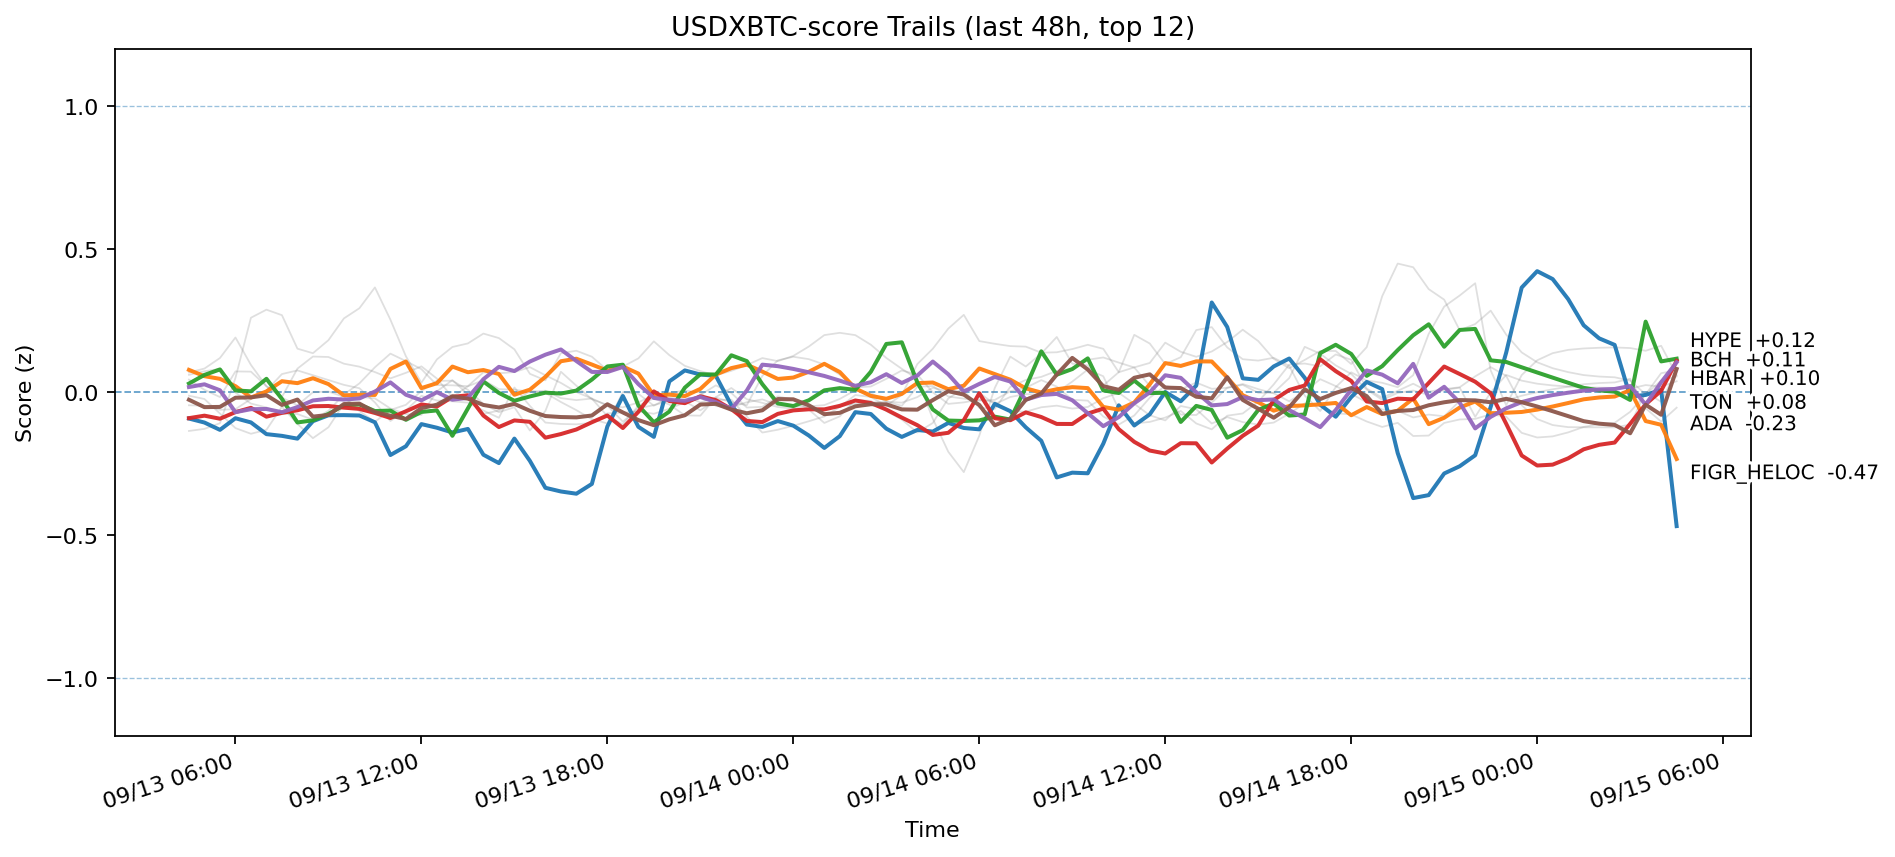 USDXBTC-score Trails (last 48h, top 12)
Score (z)
1.0
0.5
0.0
−0.5
−1.0
HYPE +0.12
BCH +0.11
HBAR +0.10
TON +0.08
ADA -0.23
FIGR_HELOC -0.47
09/13 06:00
09/13 12:00
09/13 18:00
09/14 00:00
09/14 06:00
09/14 12:00
09/14 18:00
09/15 00:00
09/15 06:00
Time